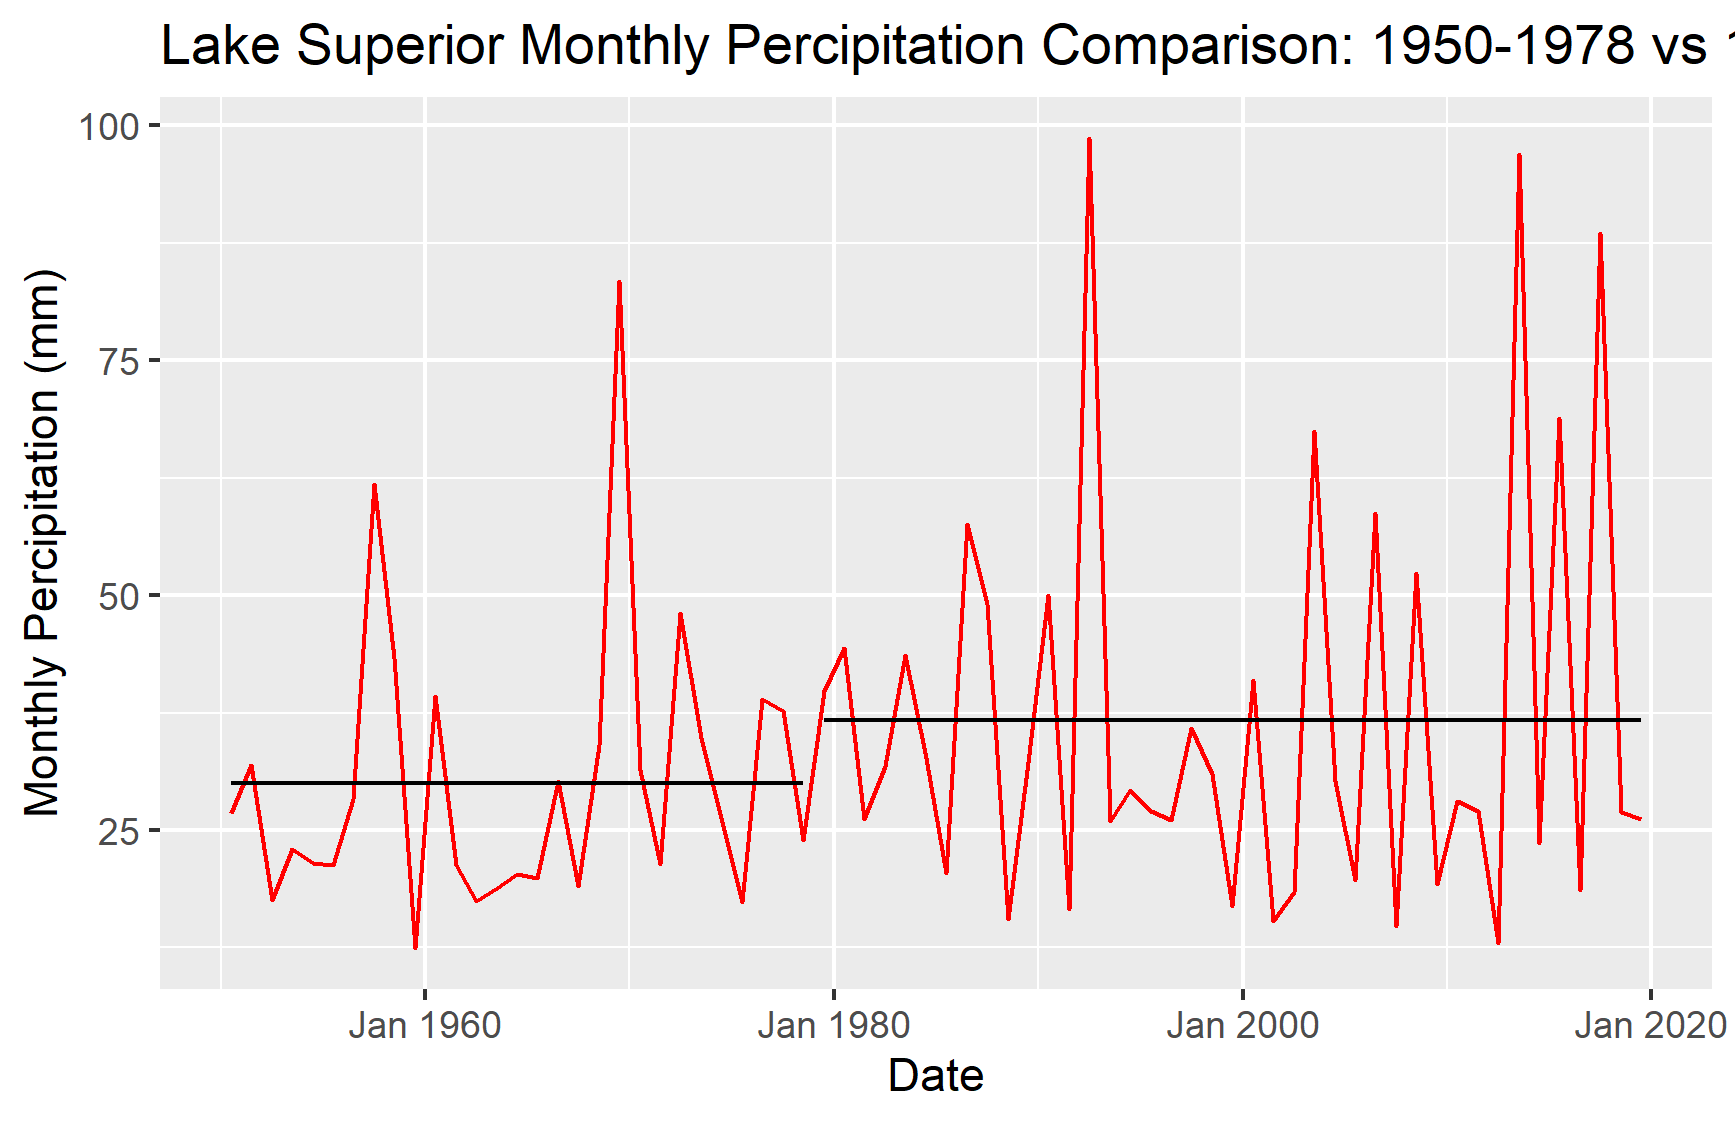 Lake Superior Monthly Percipitation Comparison: 1950-1978 vs 1
Monthly Percipitation (mm)
100
75
50
25
Jan 1960
Jan 1980
Jan 2000
Jan 2020
Date